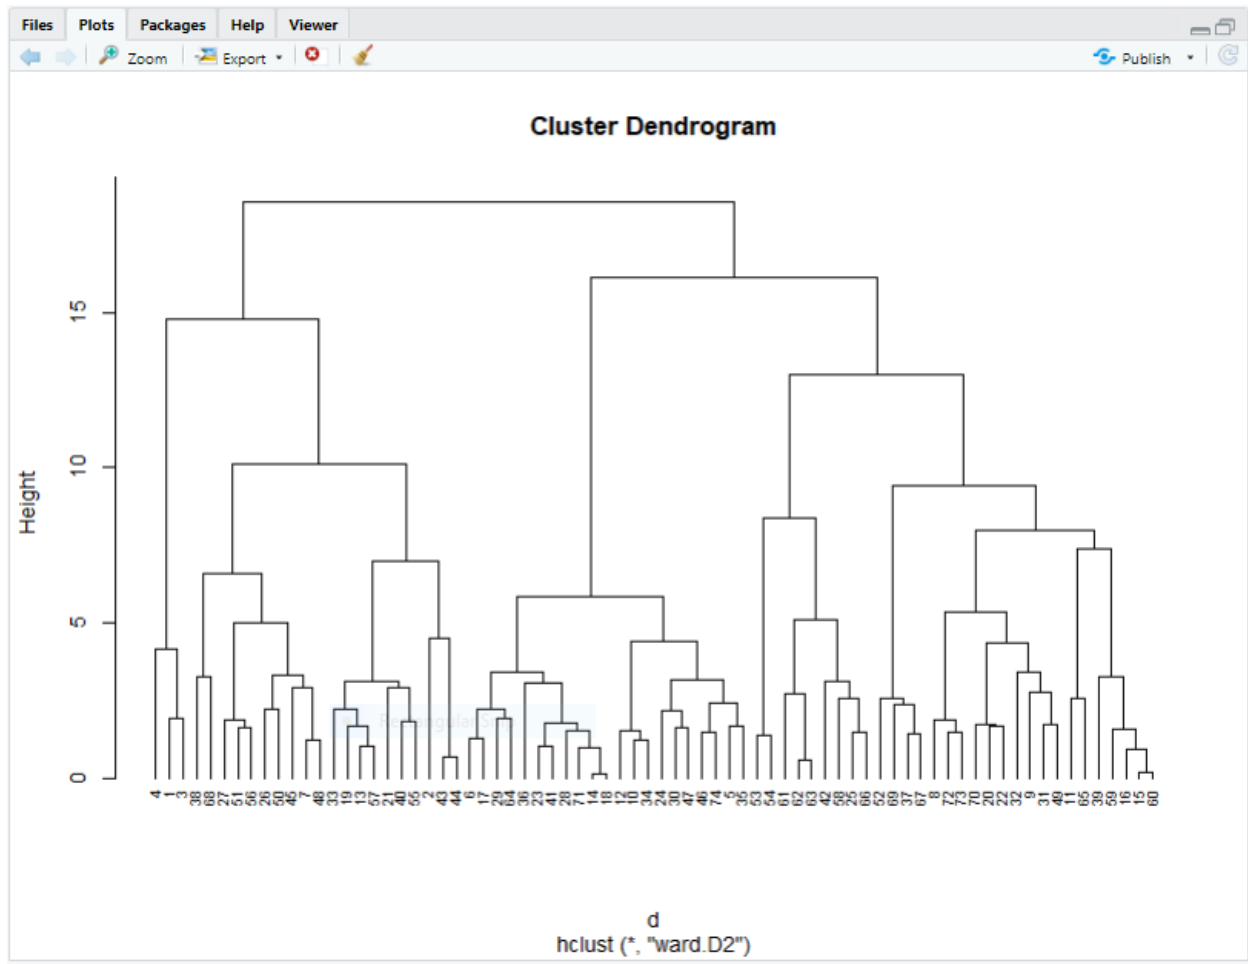 Files Plots Packages Help Viewer
Zoom Export Publish
Cluster Dendrogram
Height
15
10
5
0
4 1 3 38 68 27 51 56 26 50 45 7 48 33 19 13 57 21 40 55 2 43 44 6 17 29 64 36 23 41 28 71 14 18 12 10 34 24 30 47 46 74 5 35 53 54 61 62 63 42 58 25 66 52 69 37 67 8 72 73 70 20 22 32 9 31 49 11 65 39 59 16 15 60
d
hclust (*, "ward.D2")